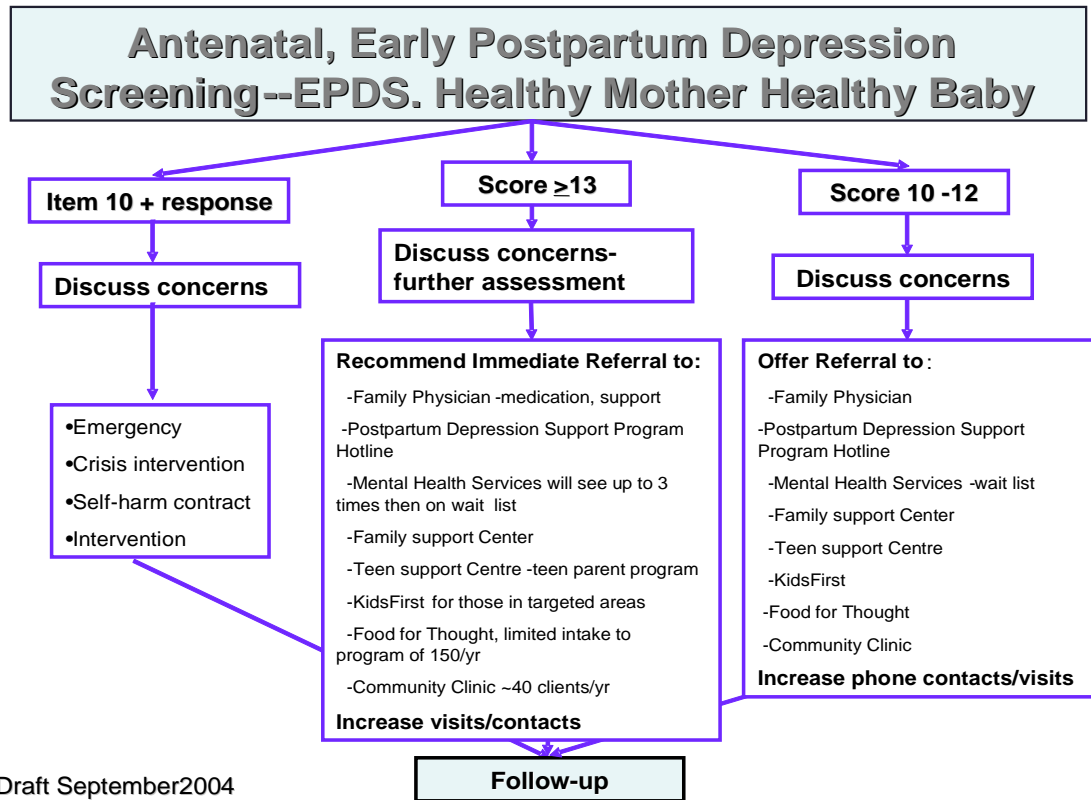 Antenatal, Early Postpartum Depression
Screening--EPDS. Healthy Mother Healthy Baby
Item 10 + response
Discuss concerns
•Emergency
•Crisis intervention
•Self-harm contract
•Intervention
Score ≥13
Discuss concerns-
further assessment
Recommend Immediate Referral to:
-Family Physician -medication, support
-Postpartum Depression Support Program
Hotline
-Mental Health Services will see up to 3
times then on wait list
-Family support Center
-Teen support Centre -teen parent program
-KidsFirst for those in targeted areas
-Food for Thought, limited intake to
program of 150/yr
-Community Clinic ~40 clients/yr
Increase visits/contacts
Score 10 -12
Discuss concerns
Offer Referral to:
-Family Physician
-Postpartum Depression Support
Program Hotline
-Mental Health Services -wait list
-Family support Center
-Teen support Centre
-KidsFirst
-Food for Thought
-Community Clinic
Increase phone contacts/visits
Follow-up
Draft September2004